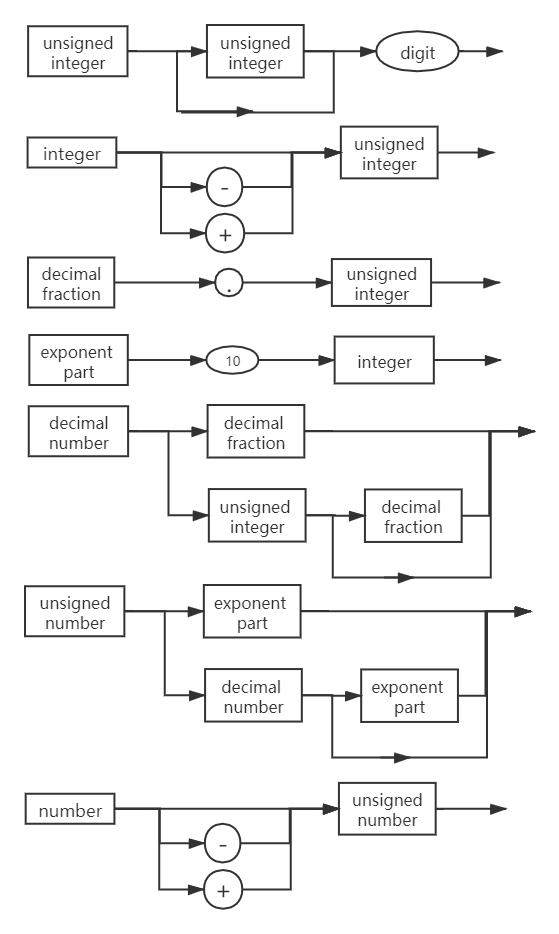 unsigned
integer
unsigned
integer
digit
integer
-
+
unsigned
integer
decimal
fraction
.
unsigned
integer
exponent
part
10
integer
decimal
number
decimal
fraction
unsigned
integer
decimal
fraction
unsigned
number
exponent
part
decimal
number
exponent
part
number
-
+
unsigned
number